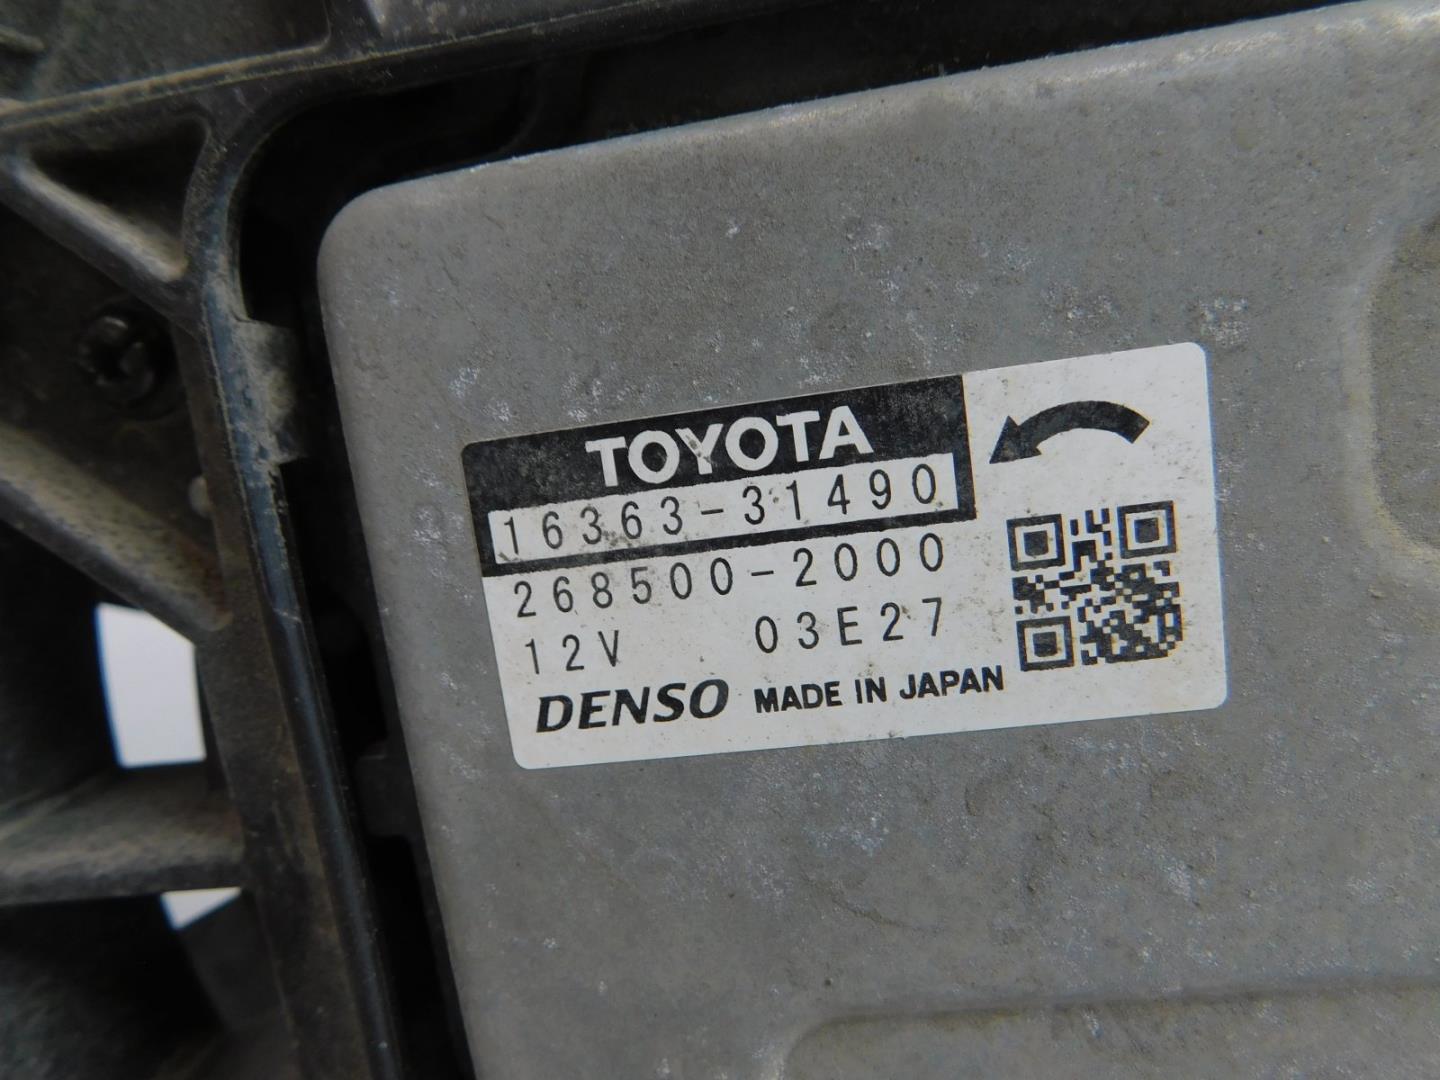 TOYOTA
16363-31490
268500-2000
12V 03E27
DENSO MADE IN JAPAN